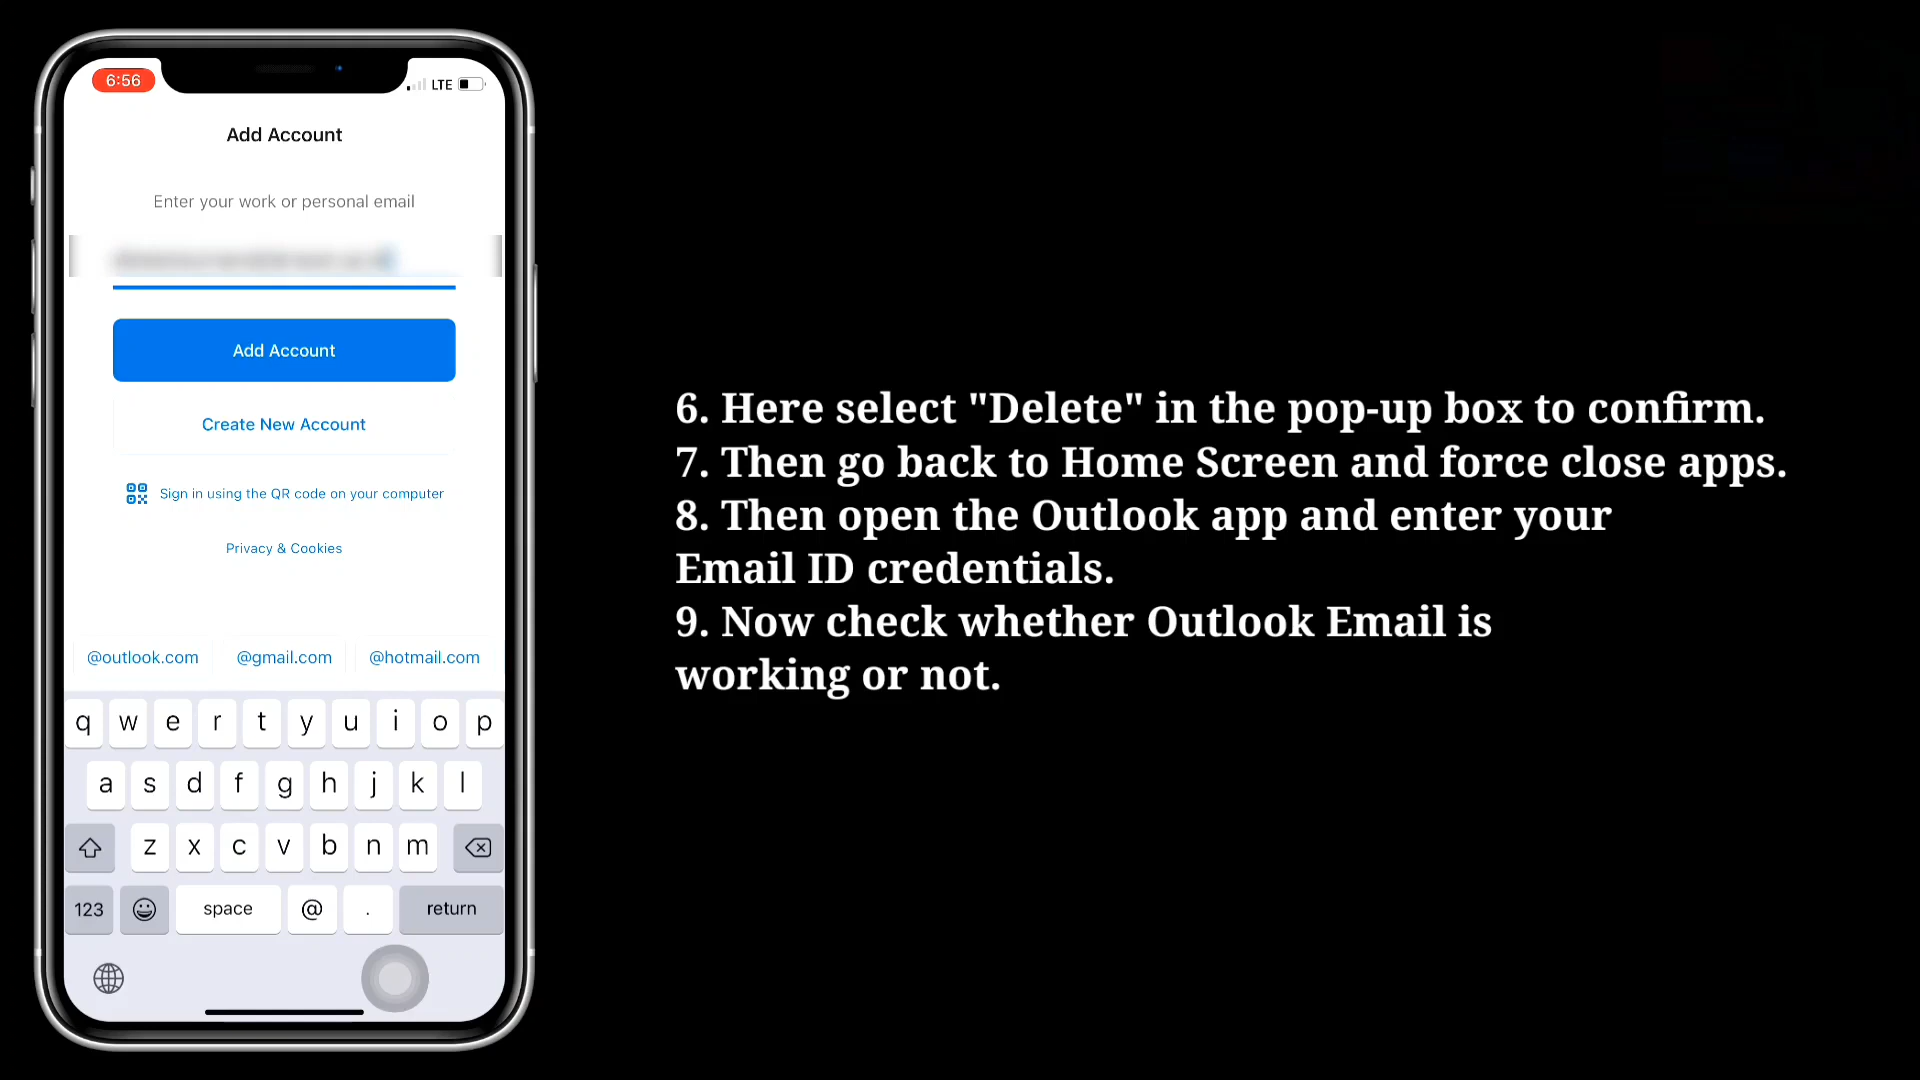 6:56
LTE
Add Account
Enter your work or personal email
Add Account
Create New Account
Sign in using the QR code on your computer
Privacy & Cookies
@outlook.com @gmail.com @hotmail.com
q w e r t y u i o p
a s d f g h j k l
z x c v b n m
123 space @ . return
6. Here select "Delete" in the pop-up box to confirm.
7. Then go back to Home Screen and force close apps.
8. Then open the Outlook app and enter your
Email ID credentials.
9. Now check whether Outlook Email is
working or not.